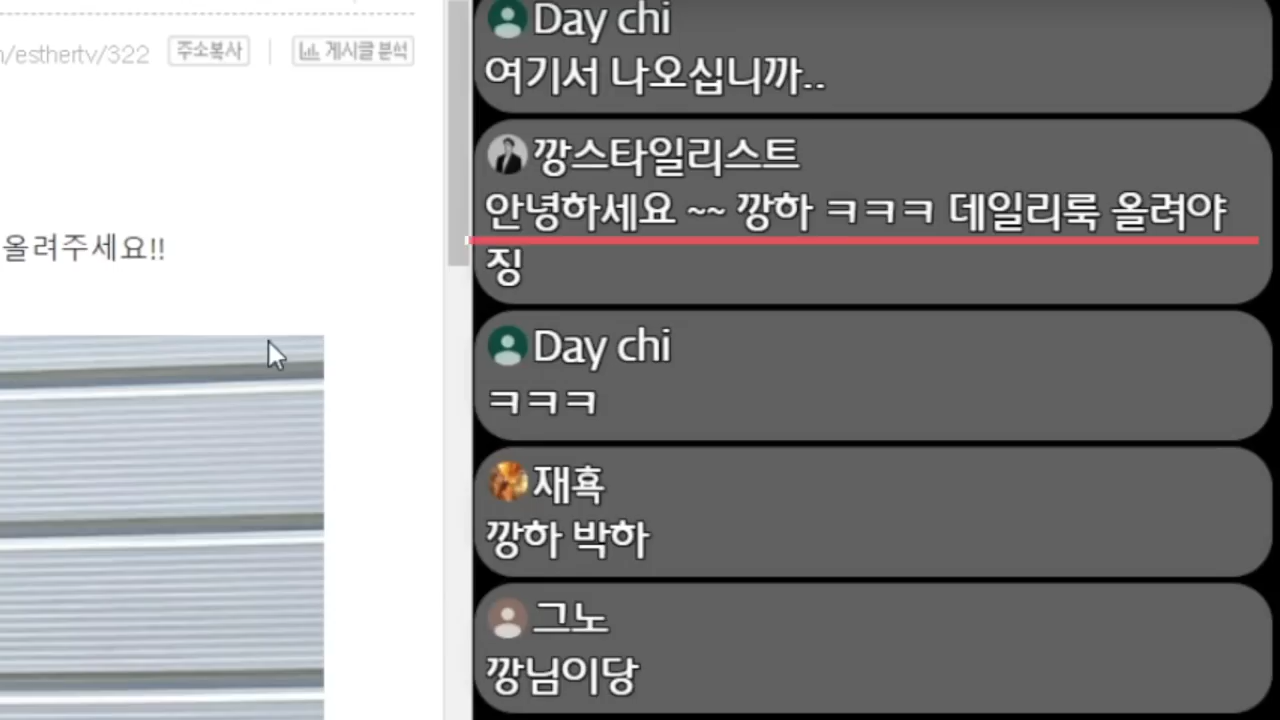 /esthertv/322 주소복사 게시글 분석
올려주세요!!
Day chi
여기서 나오십니까..
깡스타일리스트
안녕하세요 ~~ 깡하 ㅋㅋㅋ 데일리룩 올려야
징
Day chi
ㅋㅋㅋ
재흑
깡하 박하
그노
깡님이당